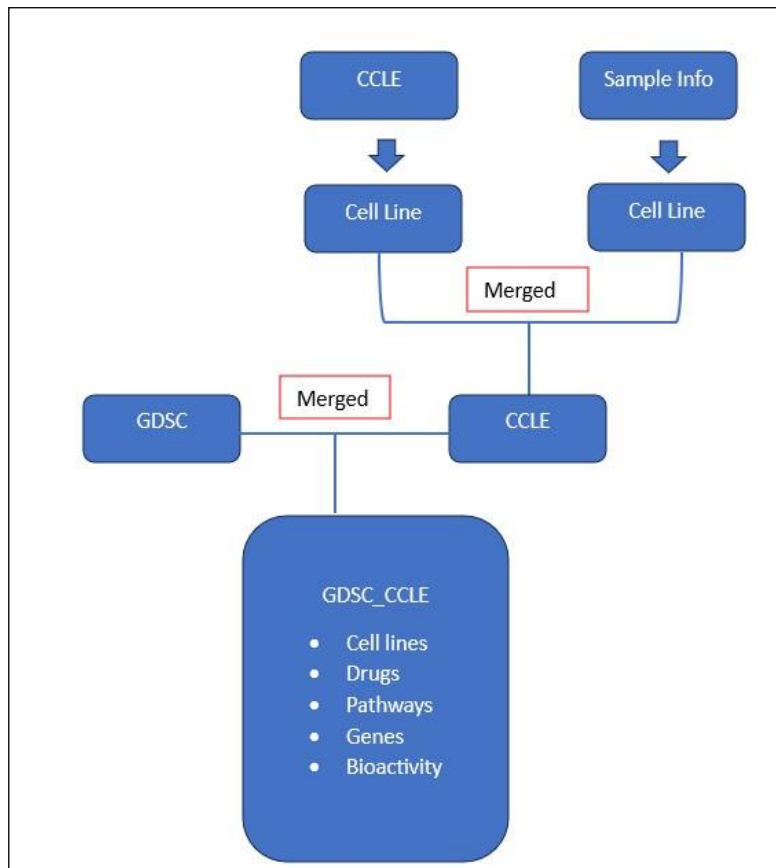 CCLE
Sample Info
Cell Line
Cell Line
Merged
Merged
GDSC
CCLE
GDSC_CCLE
• Cell lines
• Drugs
• Pathways
• Genes
• Bioactivity